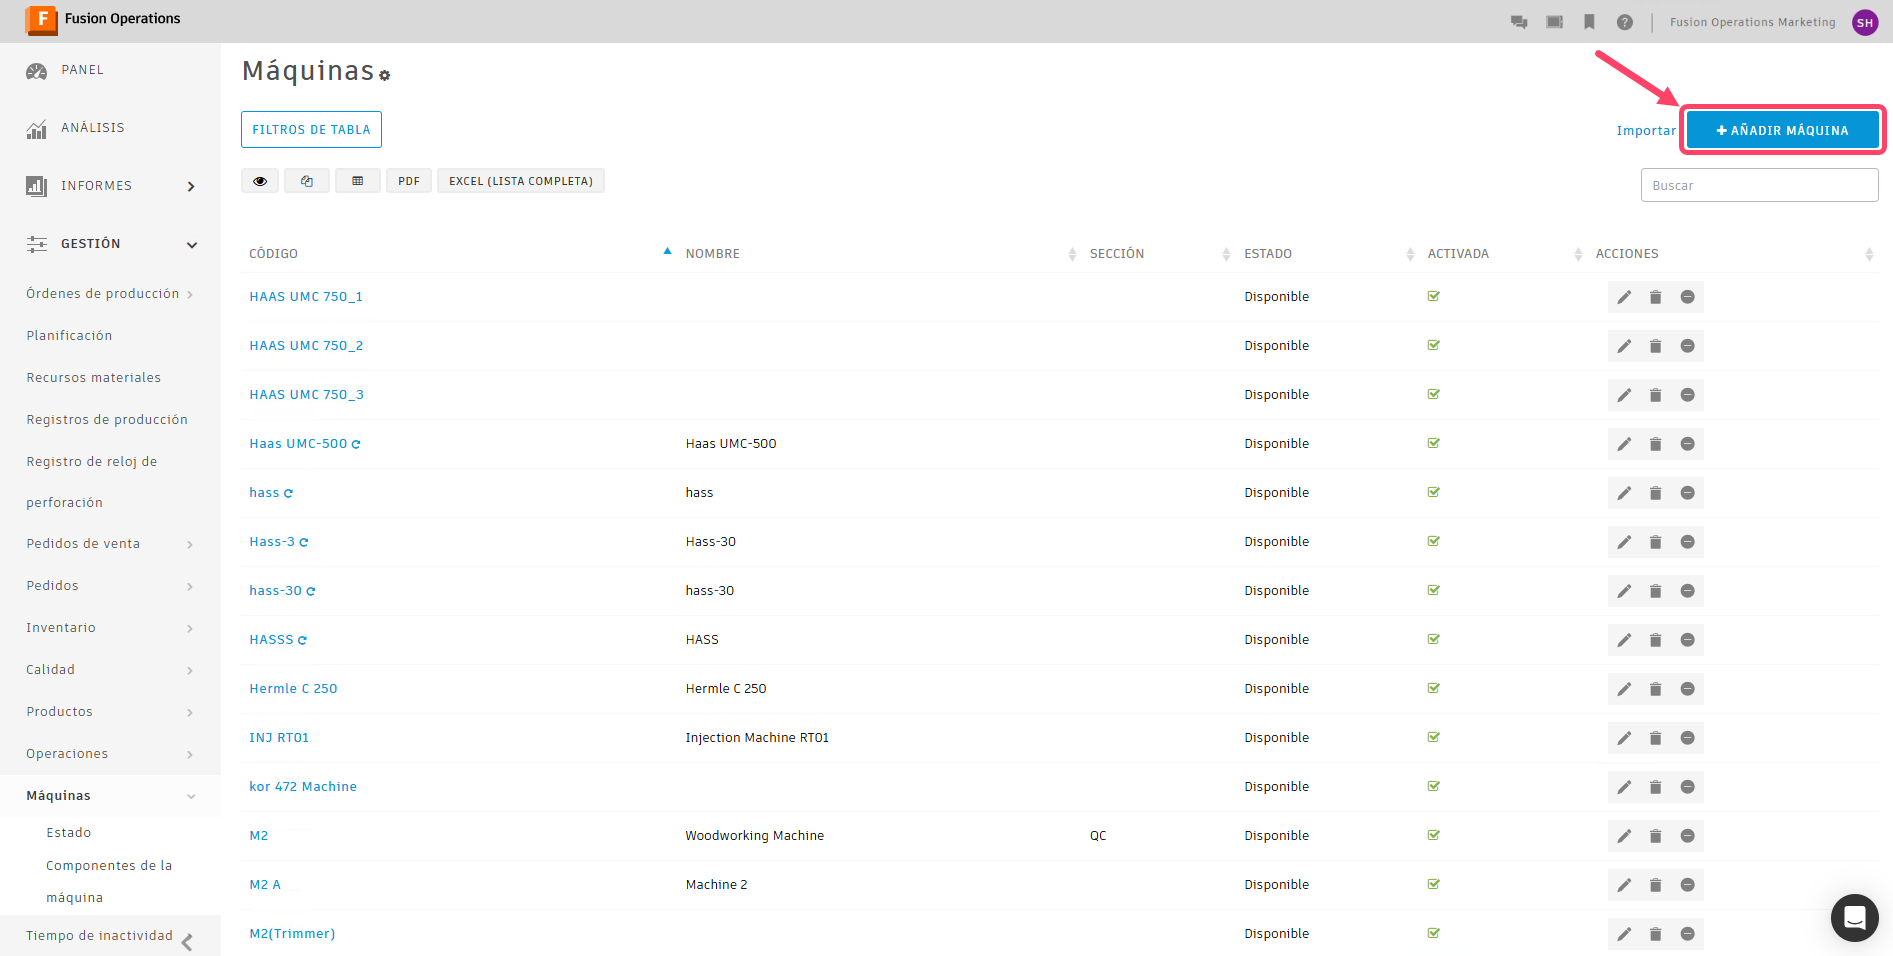 F Fusion Operations
Fusion Operations Marketing
SH
PANEL
ANÁLISIS
INFORMES
GESTIÓN
Órdenes de producción
Planificación
Recursos materiales
Registros de producción
Registro de reloj de
perforación
Pedidos de venta
Pedidos
Inventario
Calidad
Productos
Operaciones
Máquinas
Estado
Componentes de la
máquina
Tiempo de inactividad
Máquinas
FILTROS DE TABLA
Importar
+ AÑADIR MÁQUINA
PDF
EXCEL (LISTA COMPLETA)
Buscar
CÓDIGO NOMBRE SECCIÓN ESTADO ACTIVADA ACCIONES
HAAS UMC 750_1 Disponible
HAAS UMC 750_2 Disponible
HAAS UMC 750_3 Disponible
Haas UMC-500 Haas UMC-500 Disponible
hass hass Disponible
Hass-3 Hass-30 Disponible
hass-30 hass-30 Disponible
HASSS HASS Disponible
Hermle C 250 Hermle C 250 Disponible
INJ RT01 Injection Machine RT01 Disponible
kor 472 Machine Disponible
M2 Woodworking Machine QC Disponible
M2 A Machine 2 Disponible
M2(Trimmer) Disponible